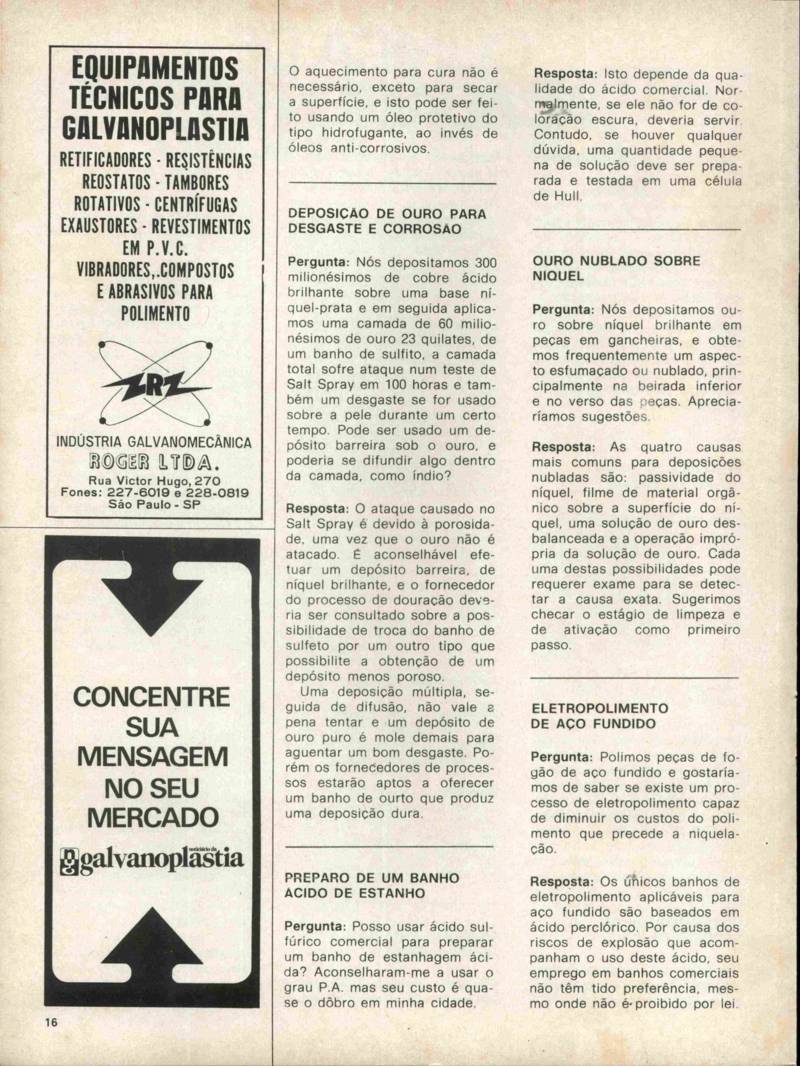 EQUIPAMENTOS
TÉCNICOS PARA
GALVANOPLASTIA
RETIFICADORES - RESISTÊNCIAS
REOSTATOS - TAMBORES
ROTATIVOS - CENTRÍFUGAS
EXAUSTORES - REVESTIMENTOS
EM P.V.C.
VIBRADORES,.COMPOSTOS
E ABRASIVOS PARA
POLIMENTO
ZRZ
INDÚSTRIA GALVANOMECÂNICA
ROGER LTDA.
Rua Victor Hugo, 270
Fones: 227-6019 e 228-0819
São Paulo - SP
CONCENTRE
SUA
MENSAGEM
NO SEU
MERCADO
noticiário da
galvanoplastia
16
O aquecimento para cura não é
necessário, exceto para secar
a superfície, e isto pode ser fei-
to usando um óleo protetivo do
tipo hidrofugante, ao invés de
óleos anti-corrosivos.
DEPOSIÇÃO DE OURO PARA
DESGASTE E CORROSÃO
Pergunta: Nós depositamos 300
milionésimos de cobre ácido
brilhante sobre uma base ní-
quel-prata e em seguida aplica-
mos uma camada de 60 milio-
nésimos de ouro 23 quilates, de
um banho de sulfito, a camada
total sofre ataque num teste de
Salt Spray em 100 horas e tam-
bém um desgaste se for usado
sobre a pele durante um certo
tempo. Pode ser usado um de-
pósito barreira sob o ouro, e
poderia se difundir algo dentro
da camada, como índio?
Resposta: O ataque causado no
Salt Spray é devido à porosida-
de, uma vez que o ouro não é
atacado. É aconselhável efe-
tuar um depósito barreira, de
níquel brilhante, e o fornecedor
do processo de douração deve-
ria ser consultado sobre a pos-
sibilidade de troca do banho de
sulfeto por um outro tipo que
possibilite a obtenção de um
depósito menos poroso.
Uma deposição múltipla, se-
guida de difusão, não vale a
pena tentar e um depósito de
ouro puro é mole demais para
aguentar um bom desgaste. Po-
rém os fornecedores de proces-
sos estarão aptos a oferecer
um banho de ourto que produz
uma deposição dura.
PREPARO DE UM BANHO
ÁCIDO DE ESTANHO
Pergunta: Posso usar ácido sul-
fúrico comercial para preparar
um banho de estanhagem áci-
da? Aconselharam-me a usar o
grau P.A. mas seu custo é qua-
se o dôbro em minha cidade.
Resposta: Isto depende da qua-
lidade do ácido comercial. Nor-
malmente, se ele não for de co-
loração escura, deveria servir.
Contudo, se houver qualquer
dúvida, uma quantidade peque-
na de solução deve ser prepa-
rada e testada em uma célula
de Hull.
OURO NUBLADO SOBRE
NIQUEL
Pergunta: Nós depositamos ou-
ro sobre níquel brilhante em
peças em gancheiras, e obte-
mos frequentemente um aspec-
to esfumaçado ou nublado, prin-
cipalmente na beirada inferior
e no verso das peças. Aprecia-
ríamos sugestões.
Resposta: As quatro causas
mais comuns para deposições
nubladas são: passividade do
níquel, filme de material orgâ-
nico sobre a superfície do ní-
quel, uma solução de ouro des-
balanceada e a operação impró-
pria da solução de ouro. Cada
uma destas possibilidades pode
requerer exame para se detec-
tar a causa exata. Sugerimos
checar o estágio de limpeza e
de ativação como primeiro
passo.
ELETROPOLIMENTO
DE AÇO FUNDIDO
Pergunta: Polimos peças de fo-
gão de aço fundido e gostaría-
mos de saber se existe um pro-
cesso de eletropolimento capaz
de diminuir os custos do poli-
mento que precede a niquela-
ção.
Resposta: Os únicos banhos de
eletropolimento aplicáveis para
aço fundido são baseados em
ácido perclórico. Por causa dos
riscos de explosão que acom-
panham o uso deste ácido, seu
emprego em banhos comerciais
não têm tido preferência, mes-
mo onde não é proibido por lei.